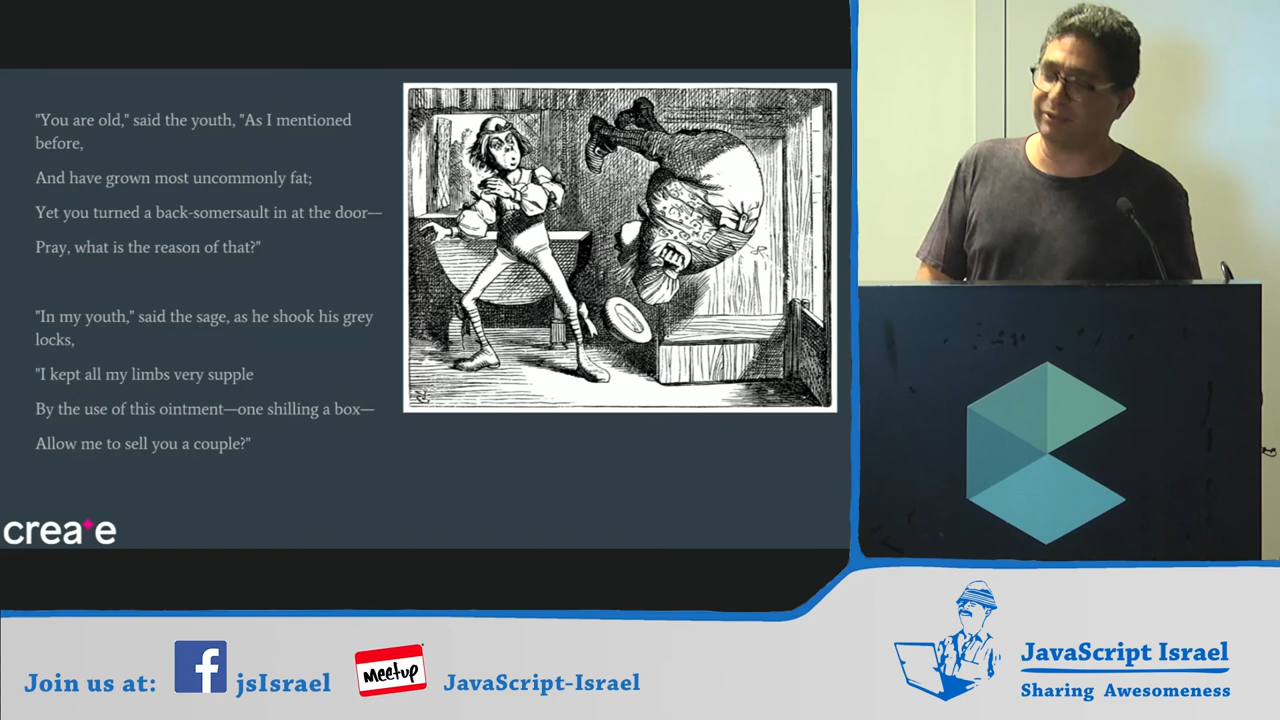 "You are old," said the youth, "As I mentioned
before,
And have grown most uncommonly fat;
Yet you turned a back-somersault in at the door—
Pray, what is the reason of that?"
"In my youth," said the sage, as he shook his grey
locks,
"I kept all my limbs very supple
By the use of this ointment—one shilling a box—
Allow me to sell you a couple?"
create
Join us at:
jsIsrael
meetup
JavaScript-Israel
JavaScript Israel
Sharing Awesomeness